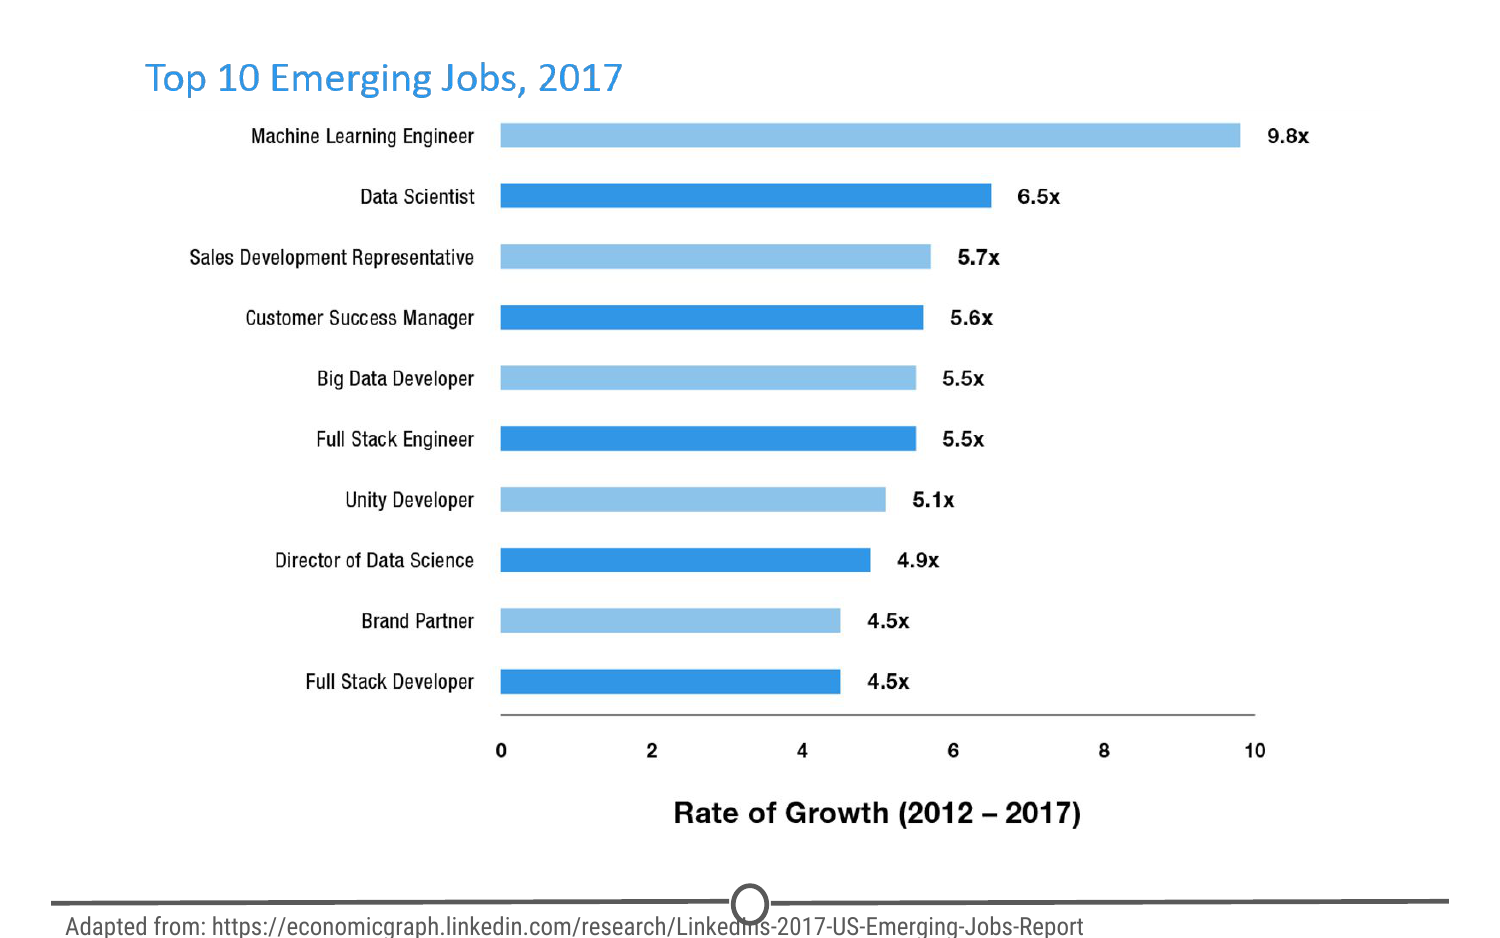 Top 10 Emerging Jobs, 2017
Machine Learning Engineer 9.8x
Data Scientist 6.5x
Sales Development Representative 5.7x
Customer Success Manager 5.6x
Big Data Developer 5.5x
Full Stack Engineer 5.5x
Unity Developer 5.1x
Director of Data Science 4.9x
Brand Partner 4.5x
Full Stack Developer 4.5x
0 2 4 6 8 10
Rate of Growth (2012 – 2017)
Adapted from: https://economicgraph.linkedin.com/research/LinkedIns-2017-US-Emerging-Jobs-Report